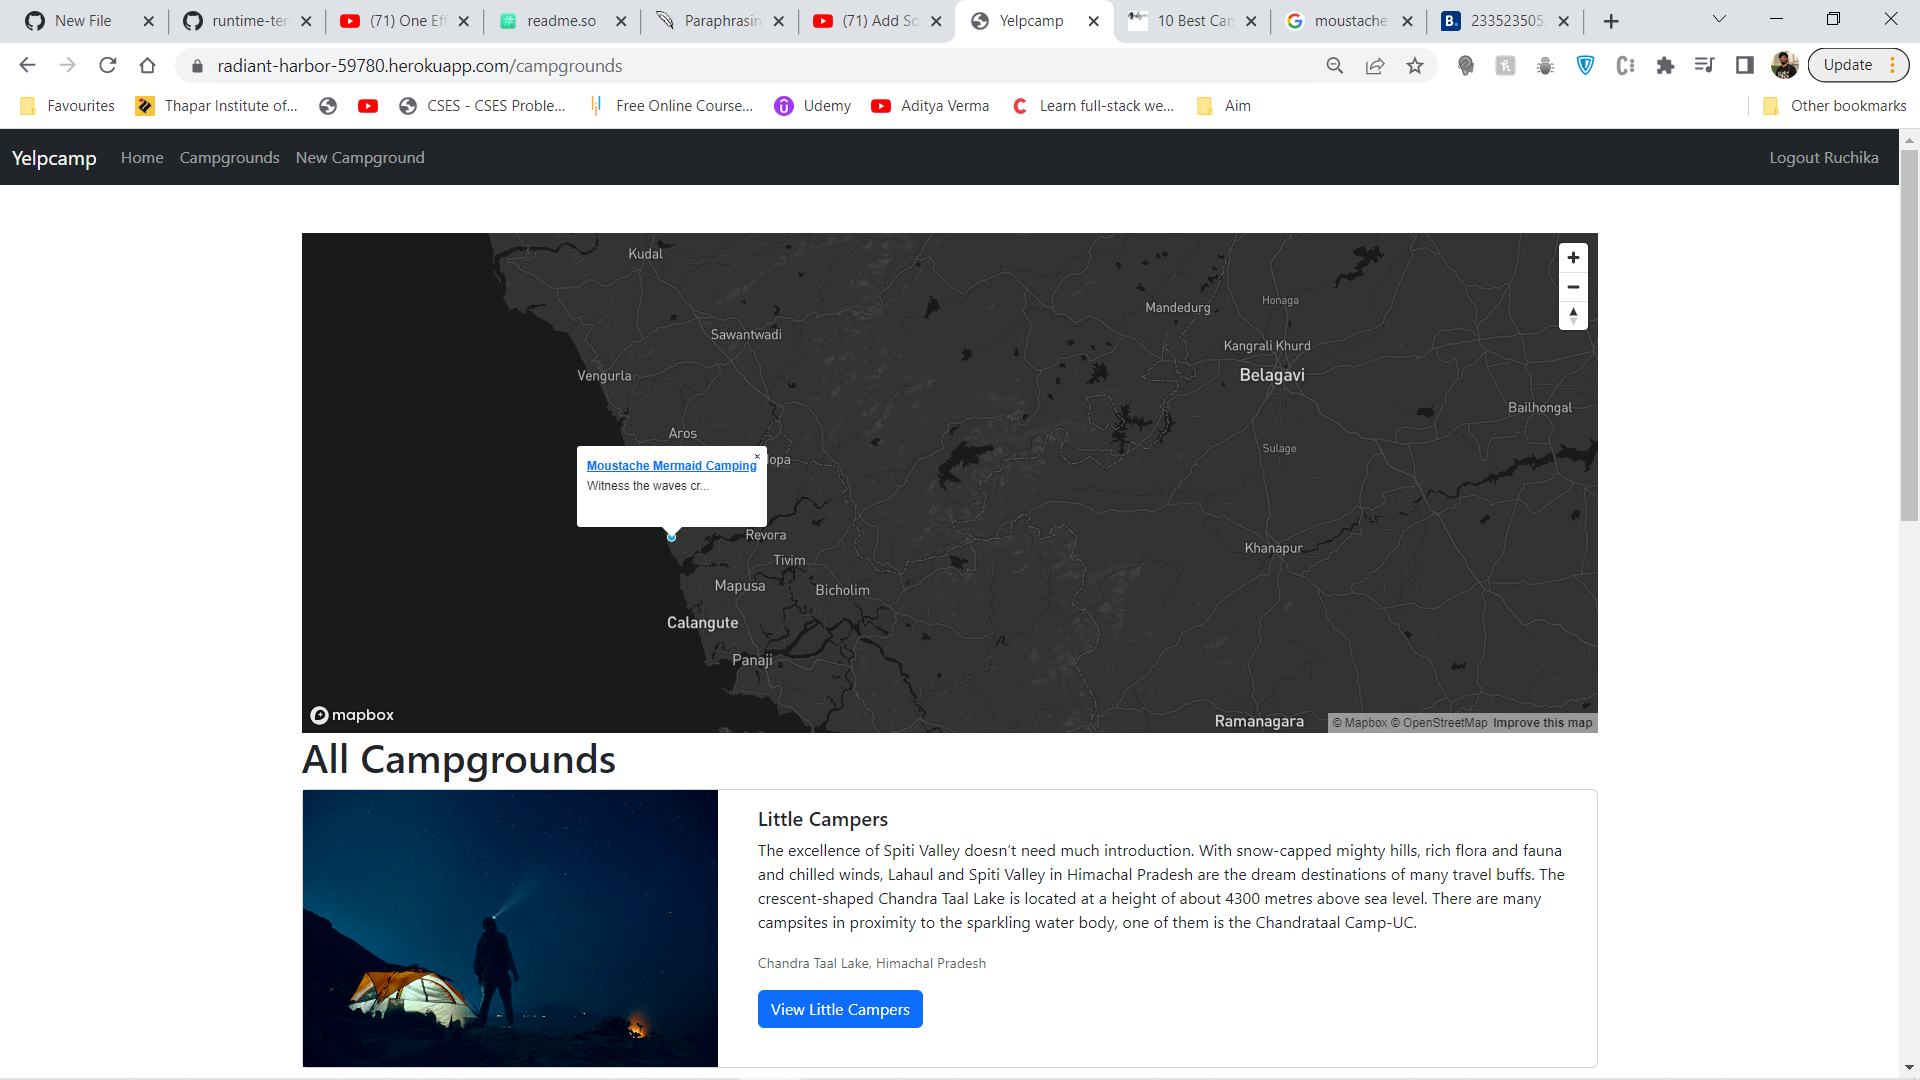 New File
runtime-ter
(71) One Eff
readme.so
Paraphrasin
(71) Add Sc
Yelpcamp
10 Best Cam
moustache
233523505.
radiant-harbor-59780.herokuapp.com/campgrounds
Update
Favourites
Thapar Institute of...
CSES - CSES Proble...
Free Online Course...
Udemy
Aditya Verma
Learn full-stack we...
Aim
Other bookmarks
Yelpcamp Home Campgrounds New Campground Logout Ruchika
Kudal
Honaga
Mandedurg
Sawantwadi
Kangrali Khurd
Vengurla
Belagavi
Bailhongal
Aros
Sulage
opa
Moustache Mermaid Camping
Witness the waves cr...
Revora
Khanapur
Tivim
Mapusa
Bicholim
Calangute
Panaji
mapbox
Ramanagara
© Mapbox © OpenStreetMap Improve this map
All Campgrounds
Little Campers
The excellence of Spiti Valley doesn't need much introduction. With snow-capped mighty hills, rich flora and fauna
and chilled winds, Lahaul and Spiti Valley in Himachal Pradesh are the dream destinations of many travel buffs. The
crescent-shaped Chandra Taal Lake is located at a height of about 4300 metres above sea level. There are many
campsites in proximity to the sparkling water body, one of them is the Chandrataal Camp-UC.
Chandra Taal Lake, Himachal Pradesh
View Little Campers